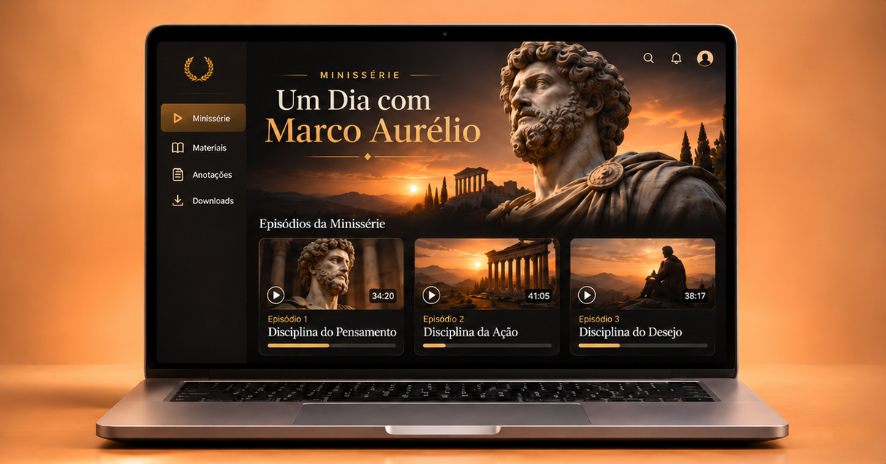 MINISSÉRIE
Um Dia com
Marco Aurélio
Minissérie
Materiais
Anotações
Downloads
Episódios da Minissérie
34:20
41:05
38:17
Episódio 1
Disciplina do Pensamento
Episódio 2
Disciplina da Ação
Episódio 3
Disciplina do Desejo